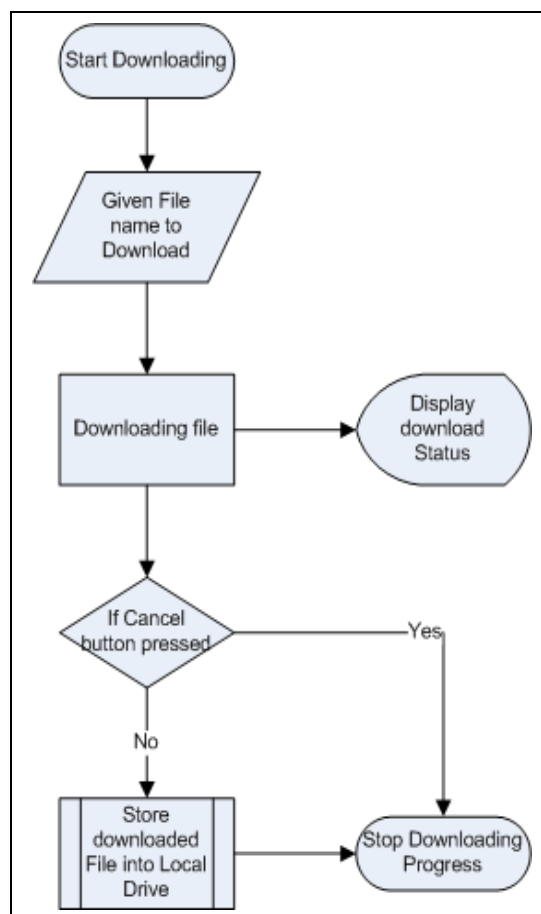 Start Downloading
Given File
name to
Download
Downloading file
Display
download
Status
If Cancel
button pressed
Yes
No
Store
downloaded
File into Local
Drive
Stop Downloading
Progress